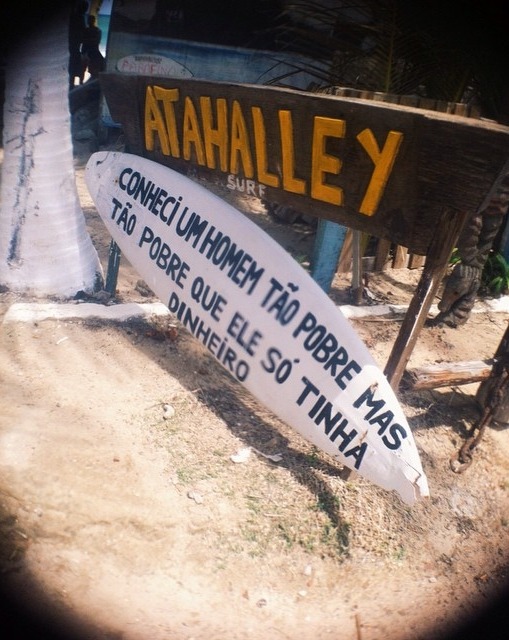 ATAHALLEY
SURF
CONHECI UM HOMEM TÃO POBRE MAS
TÃO POBRE QUE ELE SÓ TINHA
DINHEIRO